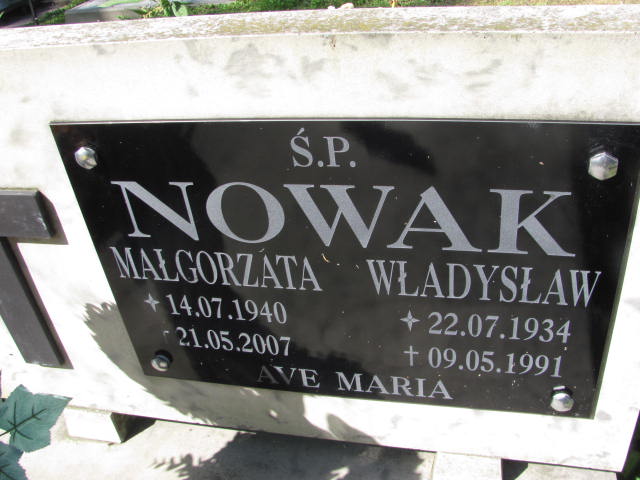 Ś.P.
NOWAK
MAŁGORZATA
14.07.1940
21.05.2007
WŁADYSŁAW
22.07.1934
† 09.05.1991
AVE MARIA